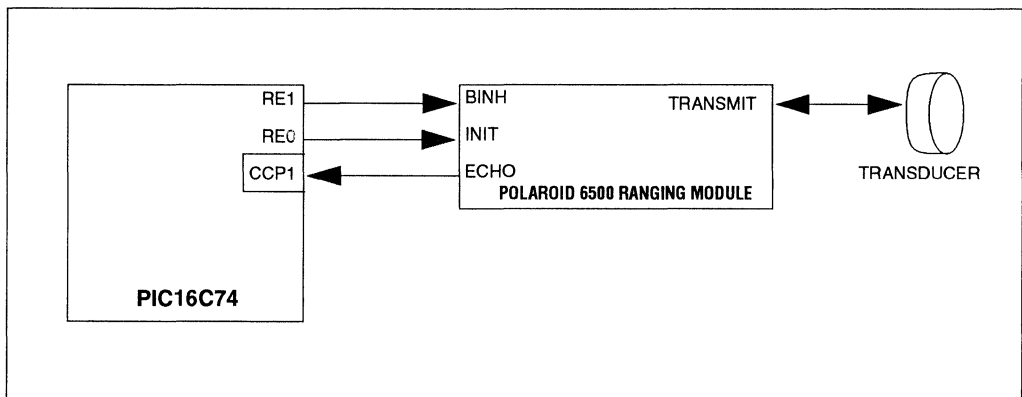 RE1
BINH
TRANSMIT
RE0
INIT
CCP1
ECHO
TRANSDUCER
POLAROID 6500 RANGING MODULE
PIC16C74